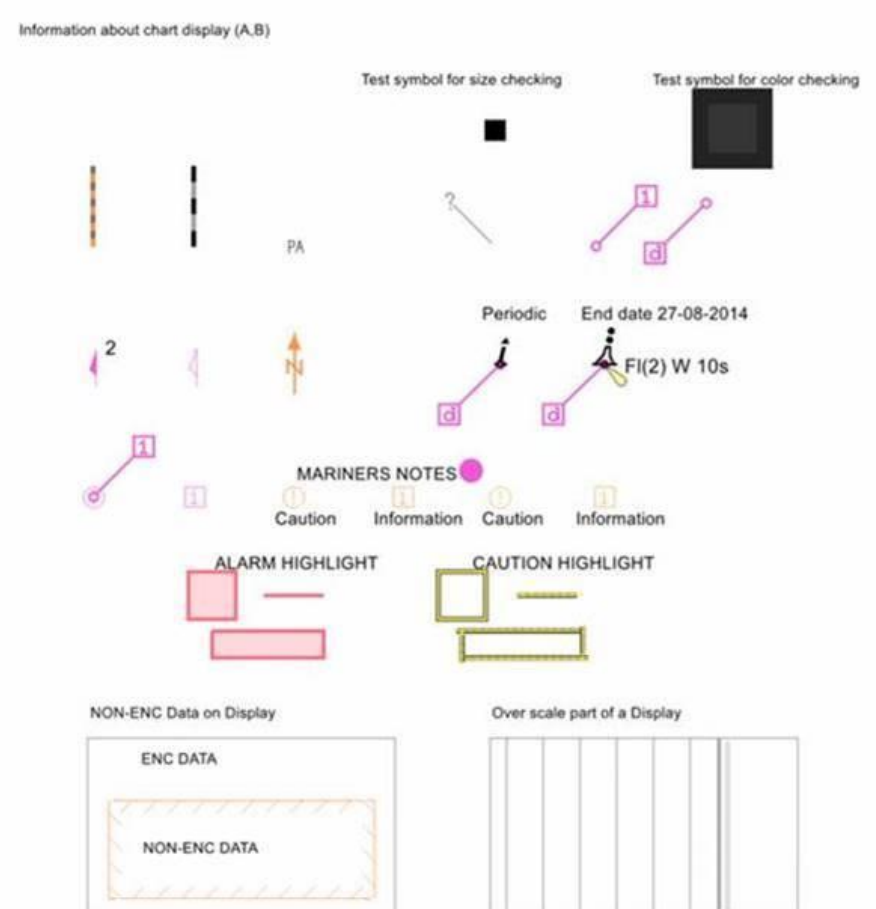 Information about chart display (A,B)
Test symbol for size checking
Test symbol for color checking
?
1
d
PA
Periodic
End date 27-08-2014
2
N
Fl(2) W 10s
d
d
1
MARINERS NOTES
i
!
i
!
i
Caution
Information
Caution
Information
ALARM HIGHLIGHT
CAUTION HIGHLIGHT
NON-ENC Data on Display
Over scale part of a Display
ENC DATA
NON-ENC DATA